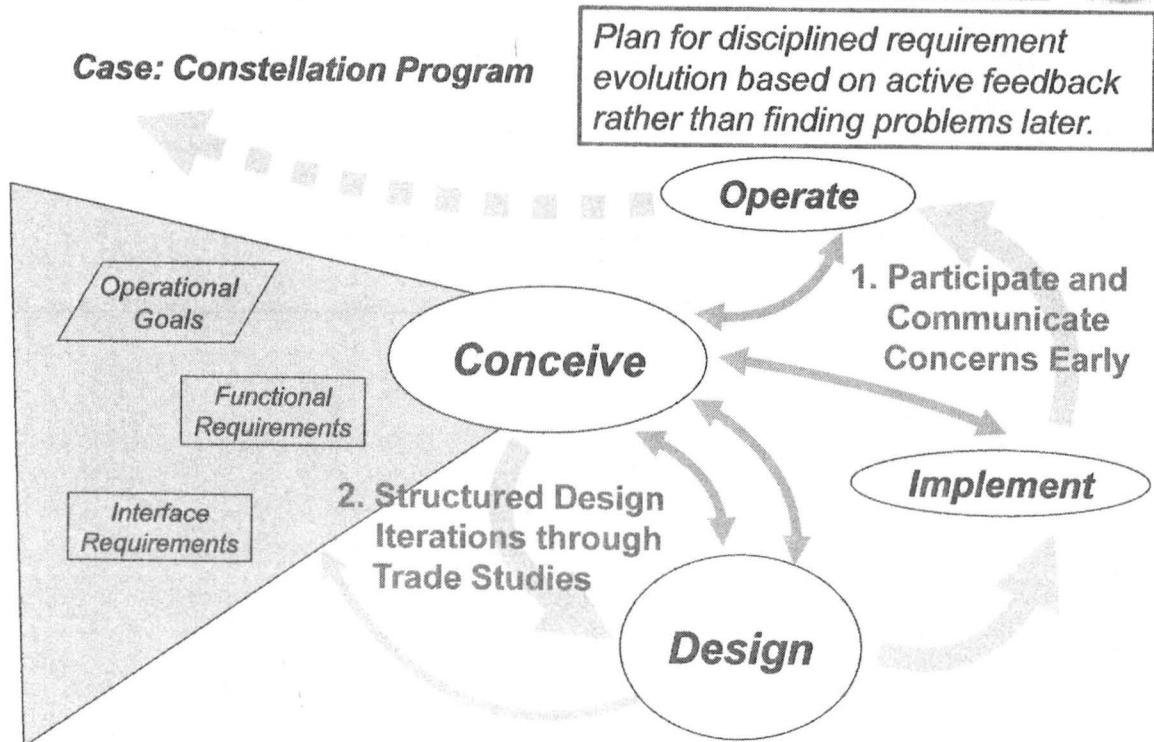 Case: Constellation Program
Plan for disciplined requirement
evolution based on active feedback
rather than finding problems later.
Operate
Operational
Goals
1. Participate and
Communicate
Concerns Early
Conceive
Functional
Requirements
Implement
2. Structured Design
Iterations through
Trade Studies
Interface
Requirements
Design